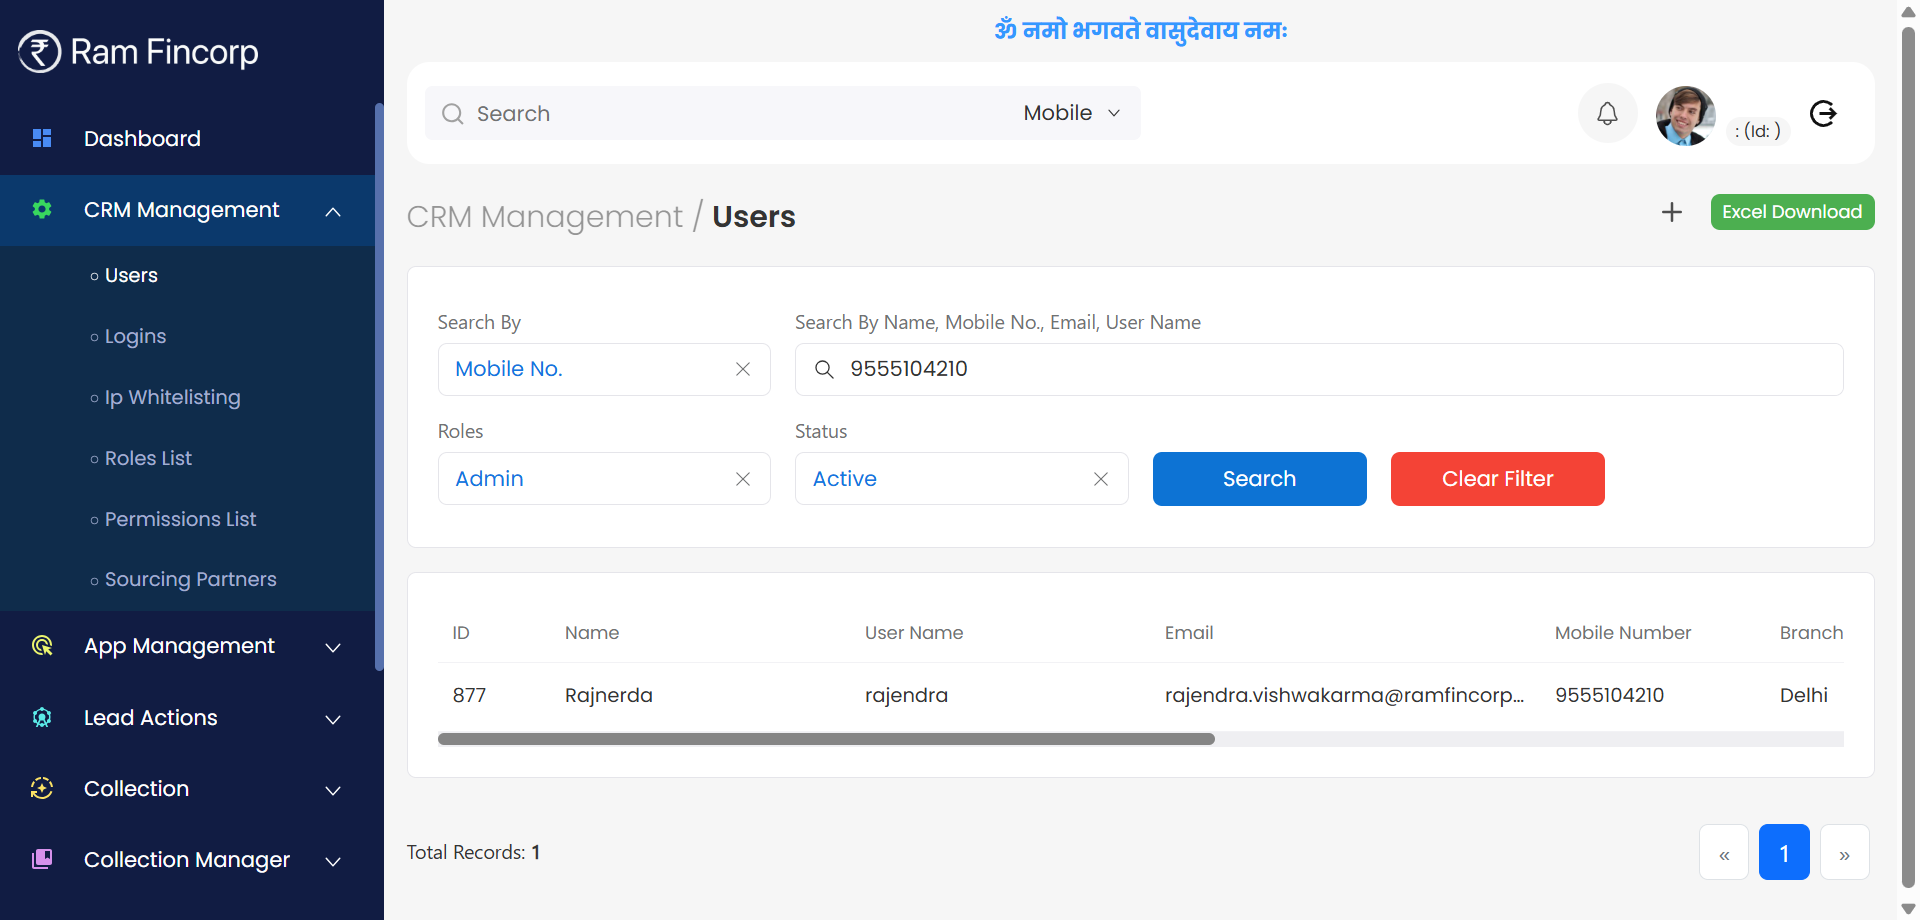 Ram Fincorp
Dashboard
CRM Management
Users
Logins
Ip Whitelisting
Roles List
Permissions List
Sourcing Partners
App Management
Lead Actions
Collection
Collection Manager
ॐ नमो भगवते वासुदेवाय नमः
Search
Mobile
: (Id: )
CRM Management / Users
Excel Download
Search By
Search By Name, Mobile No., Email, User Name
Mobile No.
9555104210
Roles
Status
Admin
Active
Search
Clear Filter
ID Name User Name Email Mobile Number Branch
877 Rajnerda rajendra rajendra.vishwakarma@ramfincorp... 9555104210 Delhi
Total Records: 1
« 1 »